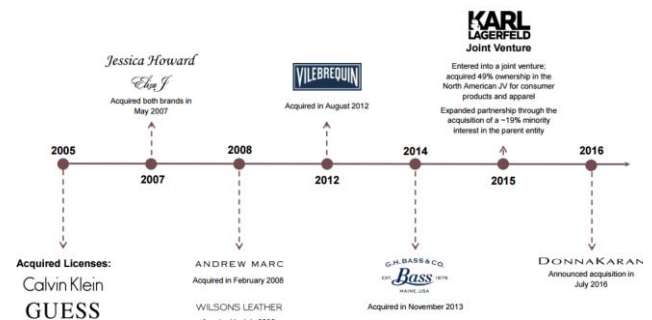 KARL
LAGERFELD
Joint Venture
Entered into a joint venture;
acquired 49% ownership in the
North American JV for consumer
products and apparel
Expanded partnership through the
acquisition of a ~19% minority
interest in the parent entity
Jessica Howard
Eliza J
Acquired both brands in
May 2007
VILEBREQUIN
Acquired in August 2012
2005
2007
2008
2012
2014
2015
2016
Acquired Licenses:
Calvin Klein
GUESS
ANDREW MARC
Acquired in February 2008
WILSONS LEATHER
G.H. BASS & CO.
EST. Bass 1876
MAINE, USA
Acquired in November 2013
DONNAKARAN
Announced acquisition in
July 2016